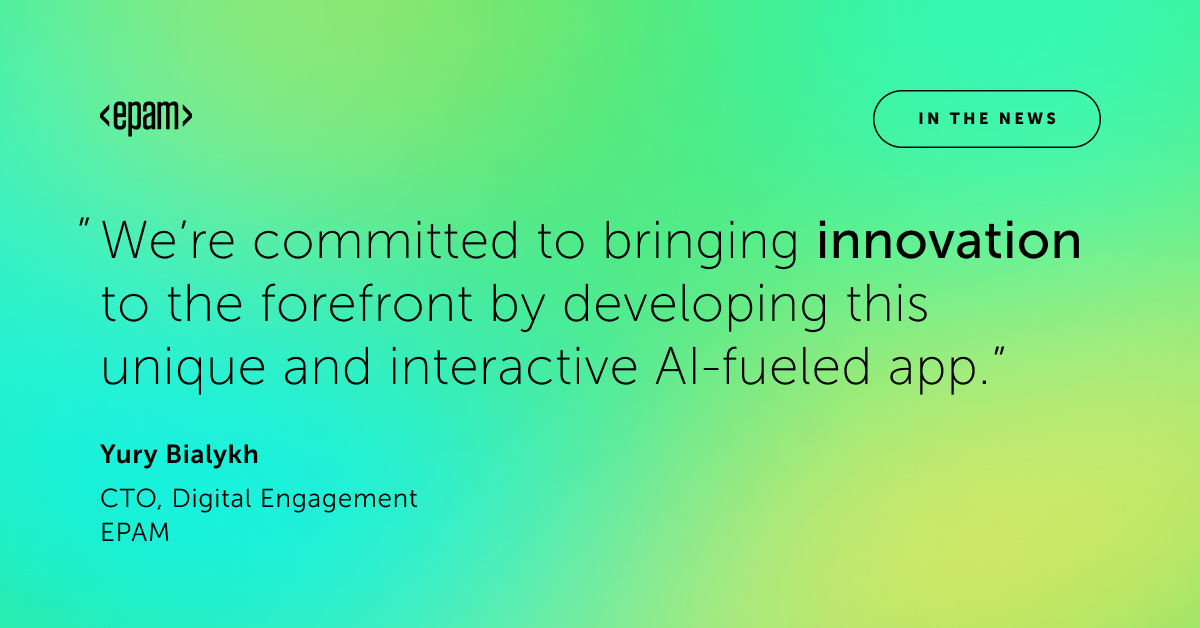 <epam>
IN THE NEWS
"We're committed to bringing innovation
to the forefront by developing this
unique and interactive AI-fueled app."
Yury Bialykh
CTO, Digital Engagement
EPAM